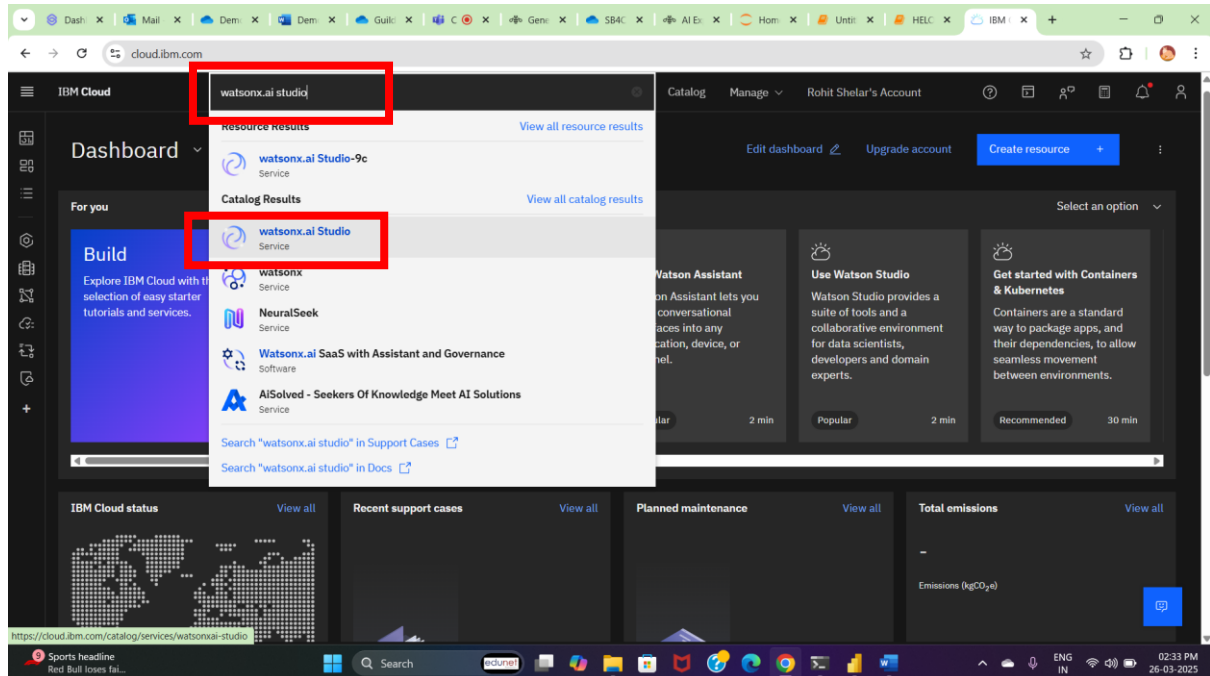 Dash
Mail
Dem
Dem
Guid
C
Gene
SB4C
AI Ex
Hom
Untit
HELC
IBM
cloud.ibm.com
IBM Cloud
watsonx.ai studio
Catalog
Manage
Rohit Shelar's Account
Dashboard
Edit dashboard
Upgrade account
Create resource +
Resource Results
View all resource results
watsonx.ai Studio-9c
Service
Catalog Results
View all catalog results
watsonx.ai Studio
Service
watsonx
Service
NeuralSeek
Service
Watsonx.ai SaaS with Assistant and Governance
Software
AiSolved - Seekers Of Knowledge Meet AI Solutions
Service
Search "watsonx.ai studio" in Support Cases
Search "watsonx.ai studio" in Docs
For you
Select an option
Build
Explore IBM Cloud with th
selection of easy starter
tutorials and services.
Watson Assistant
on Assistant lets you
conversational
aces into any
cation, device, or
nel.
lar
2 min
Use Watson Studio
Watson Studio provides a
suite of tools and a
collaborative environment
for data scientists,
developers and domain
experts.
Popular
2 min
Get started with Containers
& Kubernetes
Containers are a standard
way to package apps, and
their dependencies, to allow
seamless movement
between environments.
Recommended
30 min
IBM Cloud status
View all
Recent support cases
View all
Planned maintenance
View all
Total emissions
View all
-
Emissions (kgCO₂e)
https://cloud.ibm.com/catalog/services/watsonxai-studio
9
Sports headline
Red Bull loses fai...
Search
edunet
ENG
IN
02:33 PM
26-03-2025